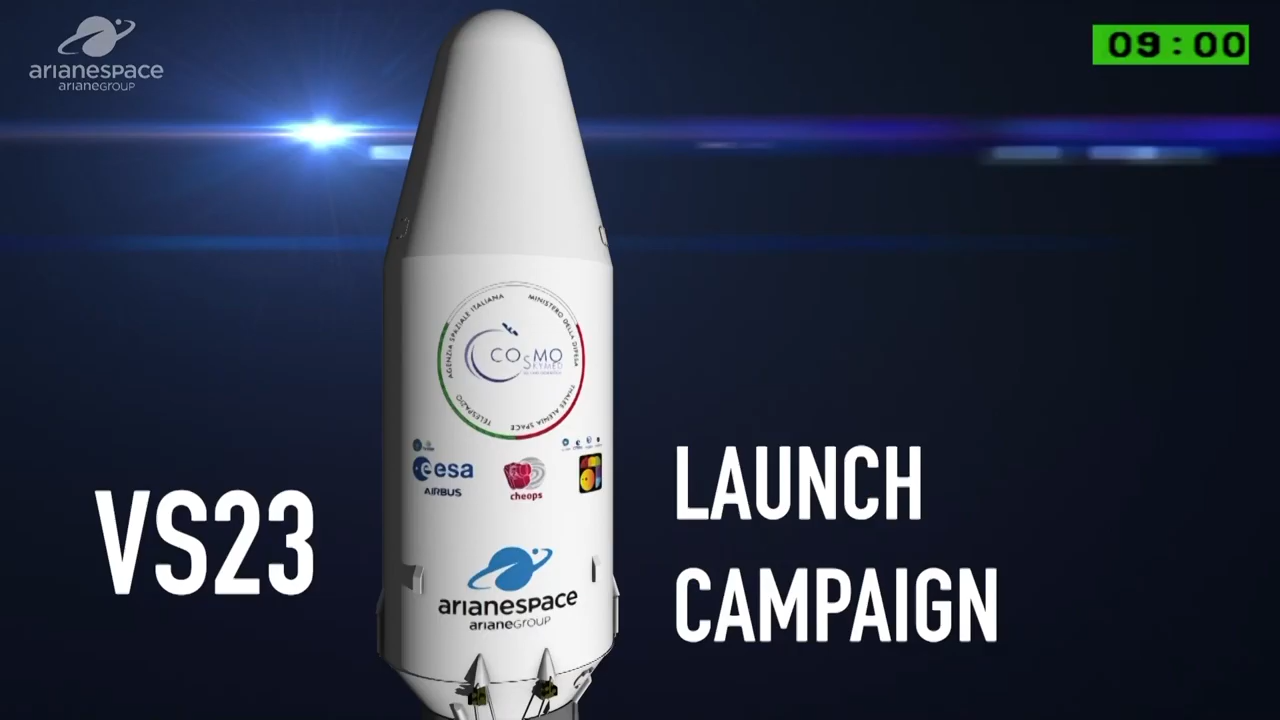 arianespace
arianeGROUP
09:00
AGENZIA SPAZIALE ITALIANA
MINISTERO DELLA DIFESA
COSMO
SKYMED
TELESPAZIO
THALES ALENIA SPACE
esa
AIRBUS
cheops
VS23
LAUNCH
CAMPAIGN
arianespace
arianeGROUP